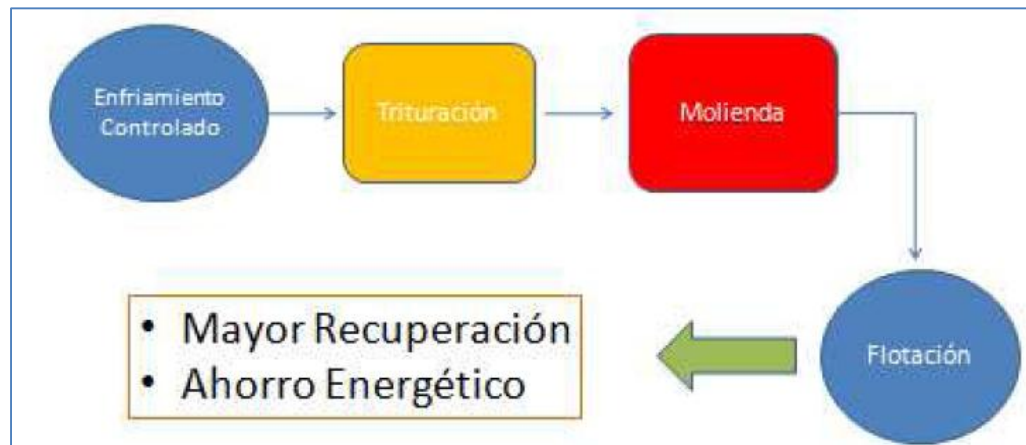 Enfriamiento
Controlado
Trituración
Molienda
Flotación
• Mayor Recuperación
• Ahorro Energético